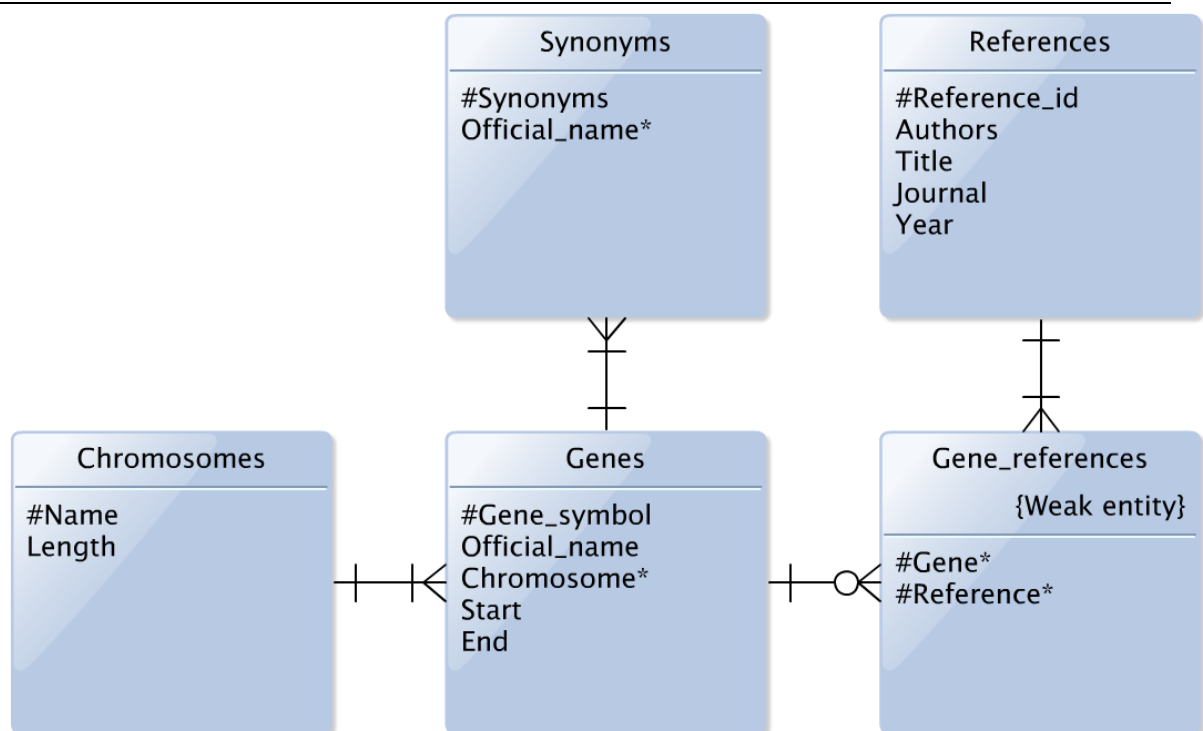 Synonyms
#Synonyms
Official_name*
References
#Reference_id
Authors
Title
Journal
Year
Chromosomes
#Name
Length
Genes
#Gene_symbol
Official_name
Chromosome*
Start
End
Gene_references
{Weak entity}
#Gene*
#Reference*